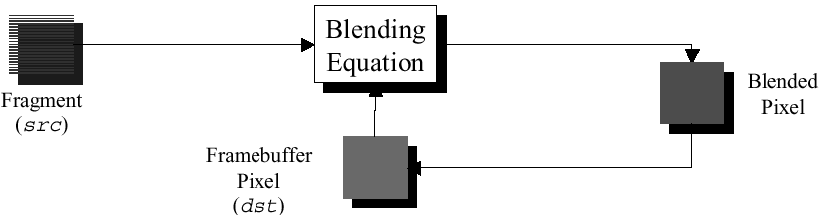 Blending
Equation
Fragment
(src)
Blended
Pixel
Framebuffer
Pixel
(dst)